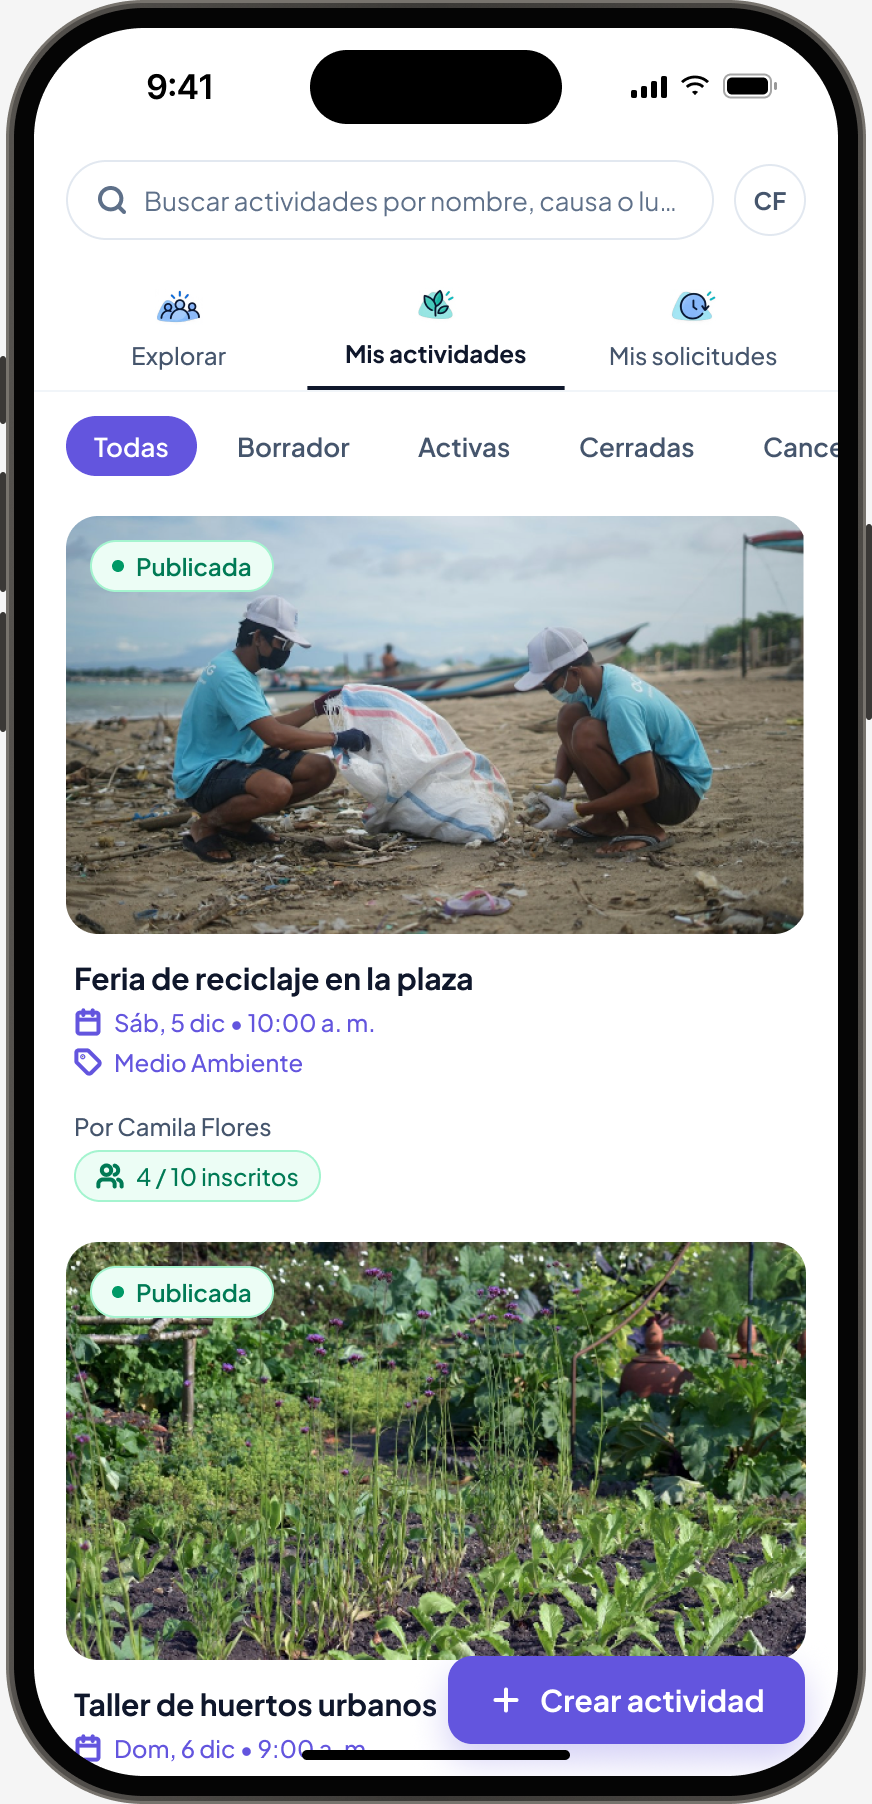 9:41
Buscar actividades por nombre, causa o lu...
CF
Explorar
Mis actividades
Mis solicitudes
Todas
Borrador
Activas
Cerradas
Cance
Publicada
Feria de reciclaje en la plaza
Sáb, 5 dic • 10:00 a. m.
Medio Ambiente
Por Camila Flores
4 / 10 inscritos
Publicada
Taller de huertos urbanos
+ Crear actividad
Dom, 6 dic • 9:00 a. m.